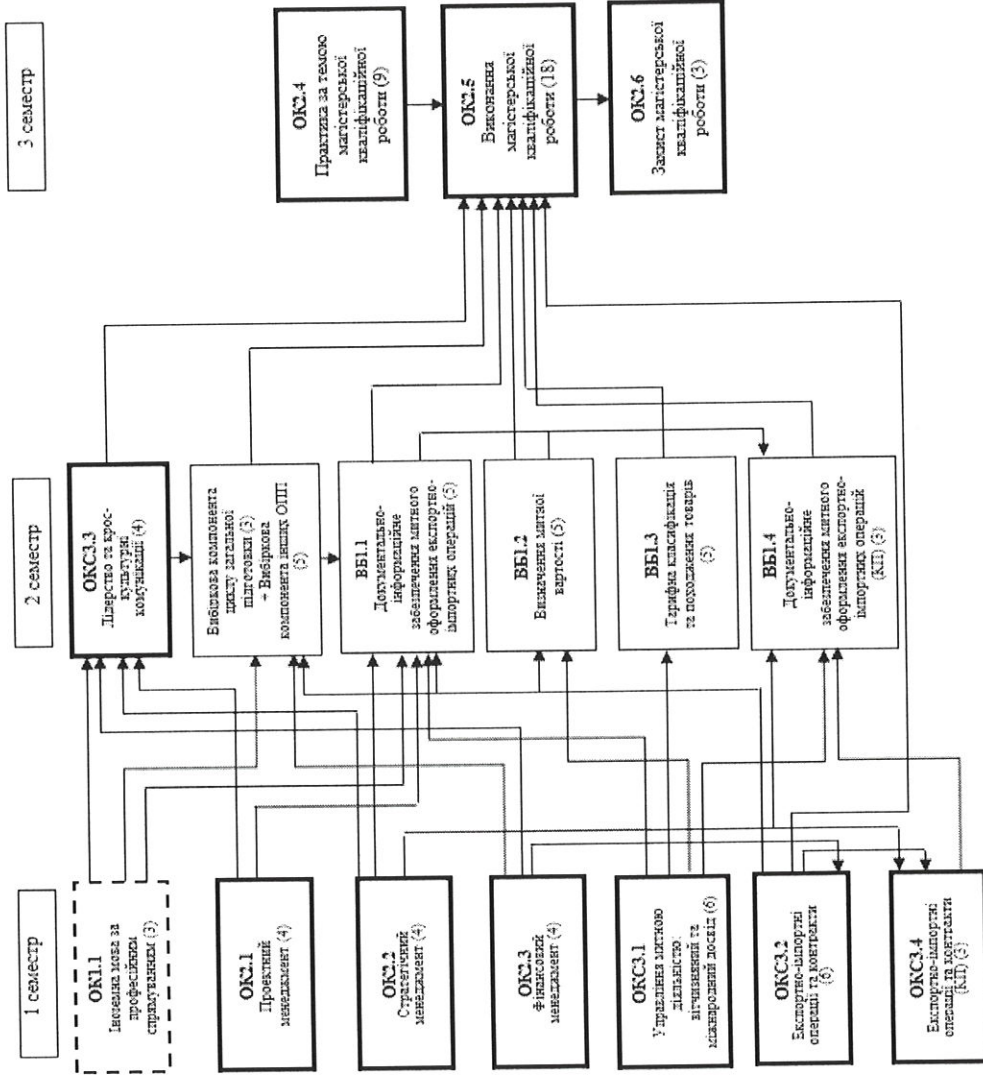 1 семестр
ОК1.1
Іноземна мова за
професійним
спрямуванням (3)
ОК2.1
Проектний
менеджмент (4)
ОК2.2
Стратегічний
менеджмент (4)
ОК2.3
Фінансовий
менеджмент (4)
ОКС3.1
Управління митною
діяльністю:
вітчизняний та
міжнародний досвід (6)
ОКС3.2
Експортно-імпортні
операції та контракти
(6)
ОКС3.4
Експортно-імпортні
операції та контракти
(КП) (3)
2 семестр
ОКС3.3
Лідерство та крос-
культурні
комунікації (4)
Вибіркова компонента
циклу загальної
підготовки (3)
+ Вибіркова
компонента інших ОПП
(5)
ВБ1.1
Документально-
інформаційне
забезпечення митного
оформлення експортно-
імпортних операцій (5)
ВБ1.2
Визначення митної
вартості (5)
ВБ1.3
Тарифна класифікація
та походження товарів
(5)
ВБ1.4
Документально-
інформаційне
забезпечення митного
оформлення експортно-
імпортних операцій
(КП) (3)
3 семестр
ОК2.4
Практика за темою
магістерської
кваліфікаційної
роботи (9)
ОК2.5
Виконання
магістерської
кваліфікаційної
роботи (18)
ОК2.6
Захист магістерської
кваліфікаційної
роботи (3)